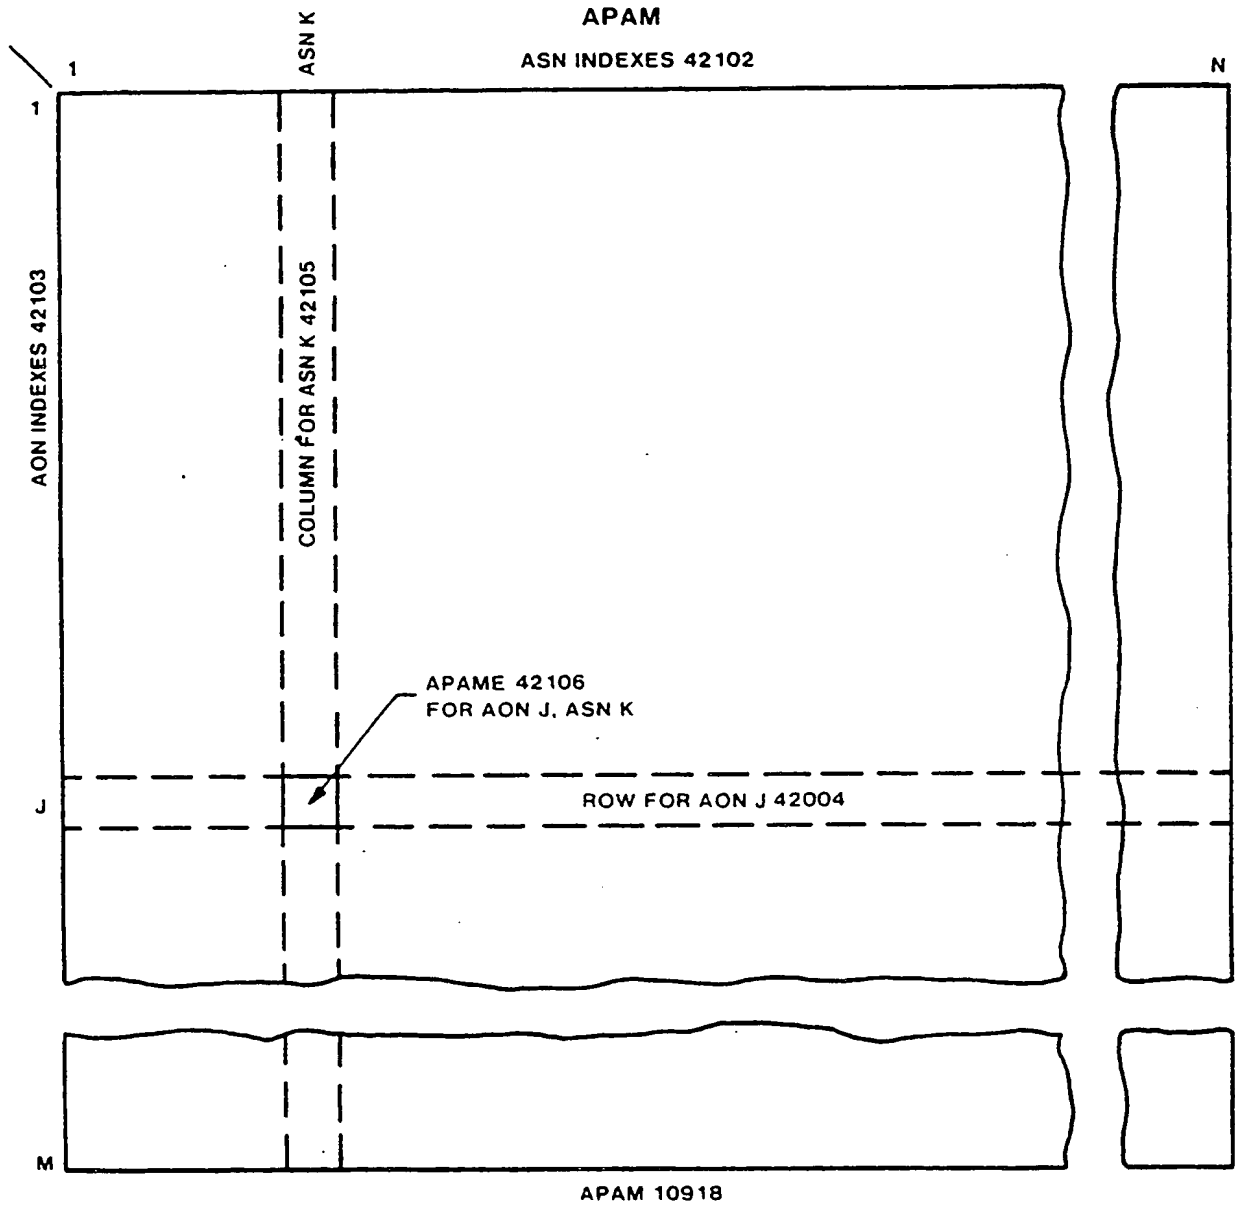 APAM
ASN INDEXES 42102
ASN K
1
N
1
AON INDEXES 42103
COLUMN FOR ASN K 42105
APAME 42106
FOR AON J, ASN K
J
ROW FOR AON J 42004
M
APAM 10918